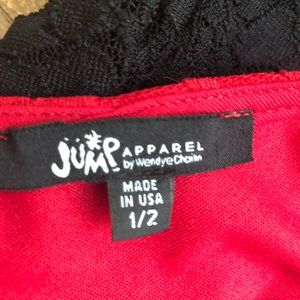 JUMP APPAREL
by Wendye Chaitin
MADE
IN USA
1/2